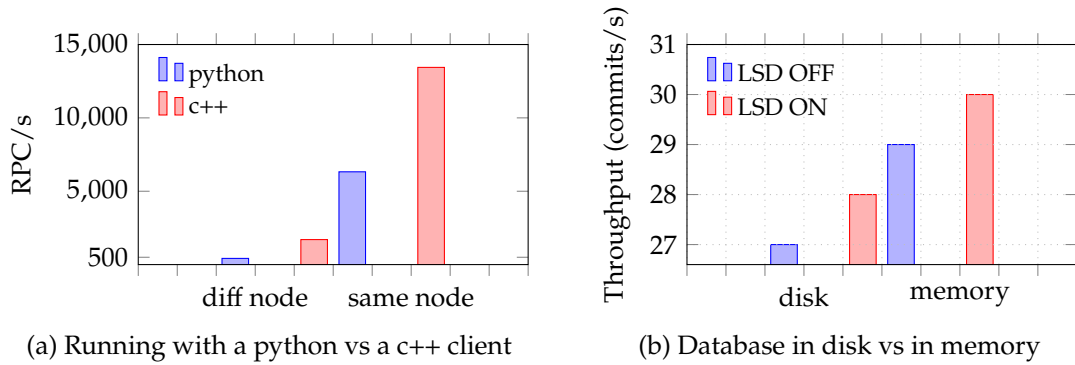 15,000
10,000
5,000
500
RPC/s
python
c++
diff node same node
(a) Running with a python vs a c++ client
31
30
29
28
27
Throughput (commits/s)
LSD OFF
LSD ON
disk memory
(b) Database in disk vs in memory